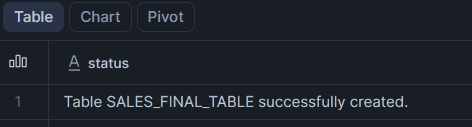 Table Chart Pivot
A status
1 Table SALES_FINAL_TABLE successfully created.